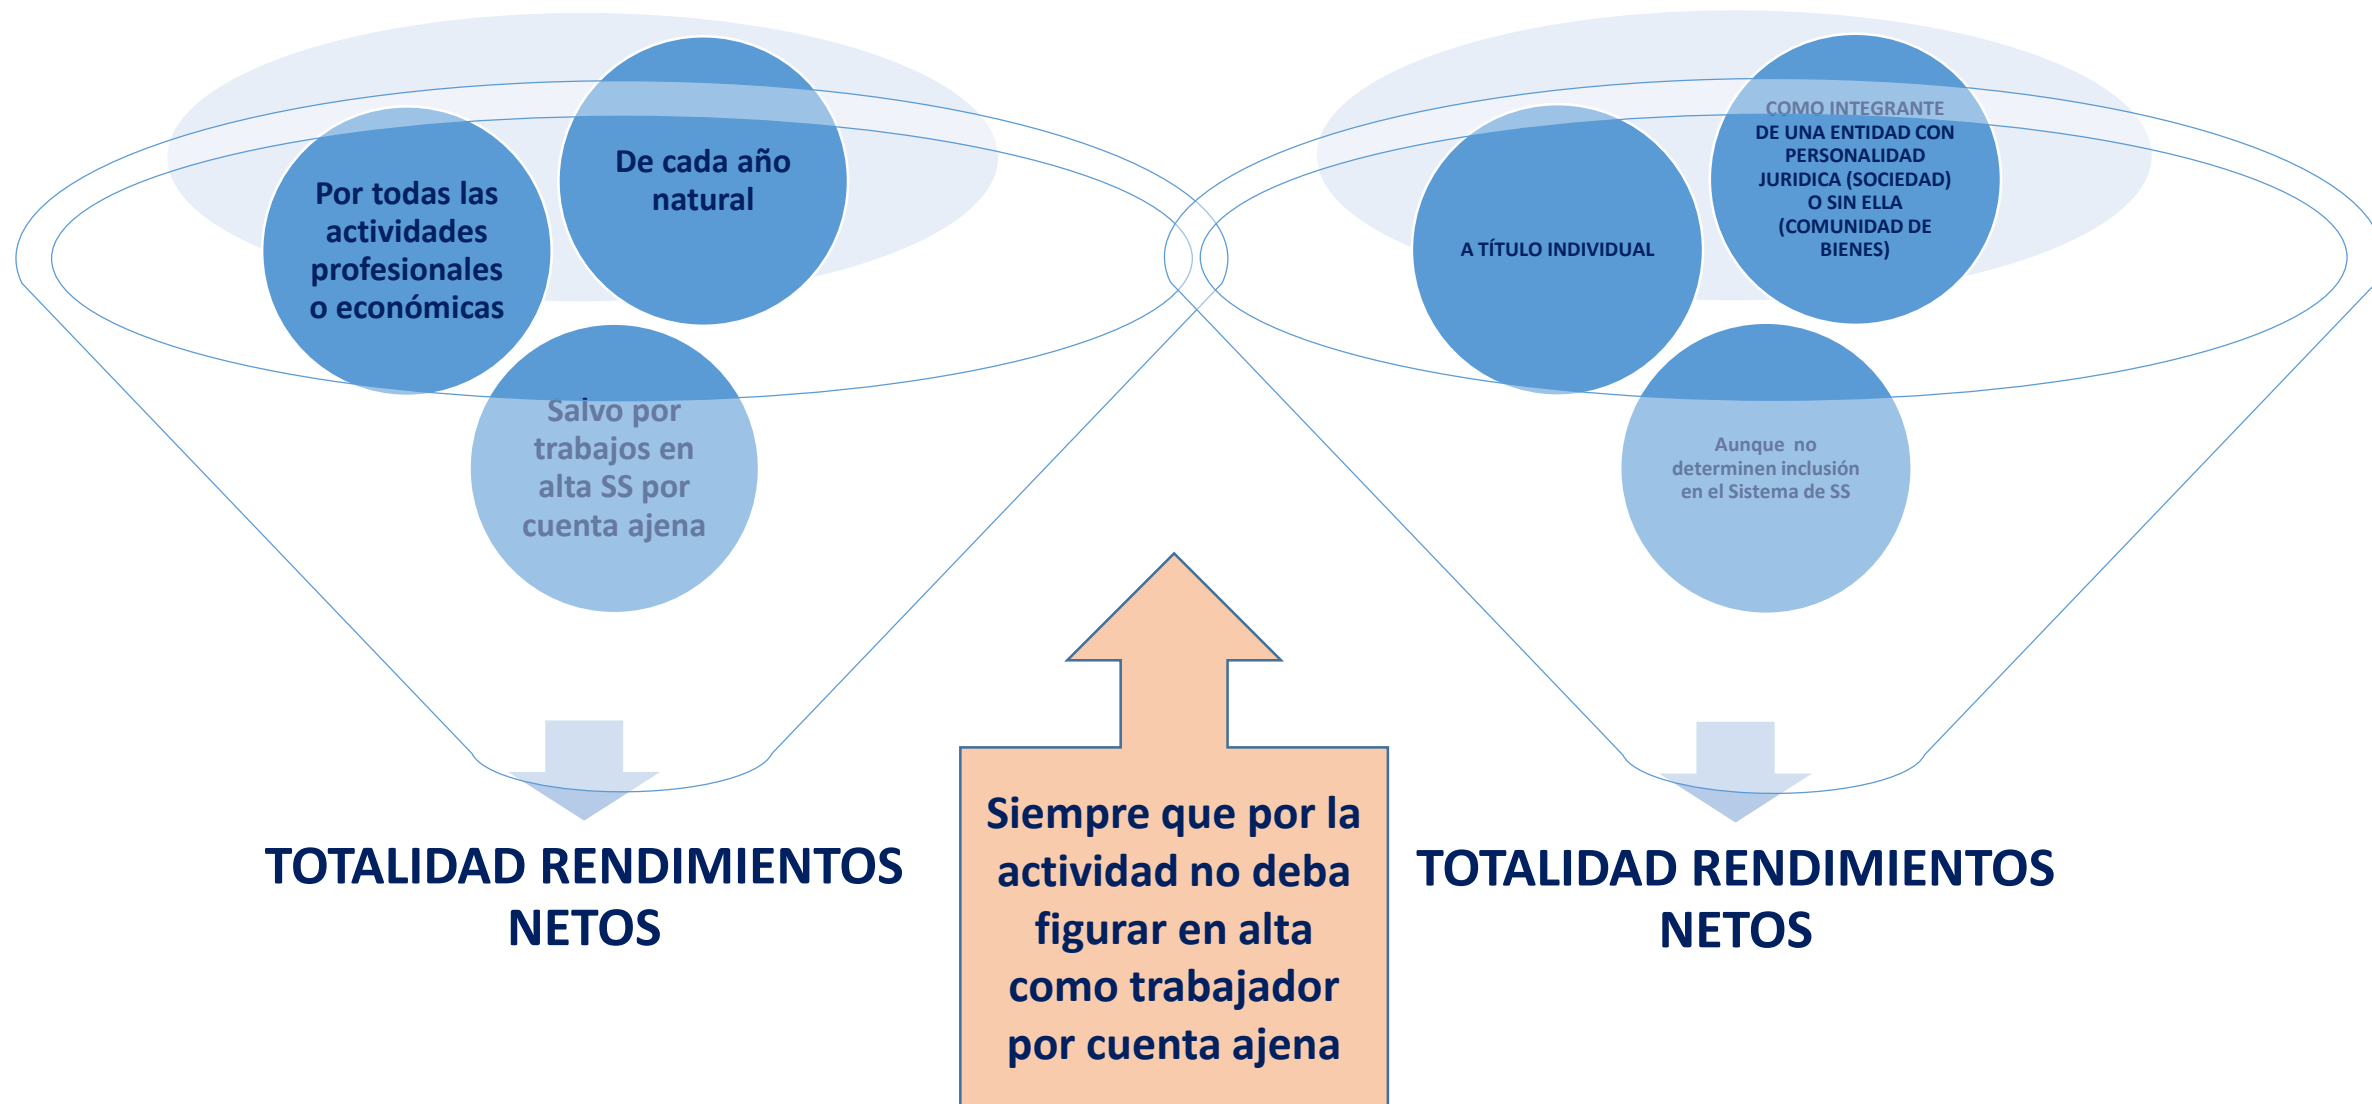 Por todas las
actividades
profesionales
o económicas
De cada año
natural
Salvo por
trabajos en
alta SS por
cuenta ajena
TOTALIDAD RENDIMIENTOS
NETOS
Siempre que por la
actividad no deba
figurar en alta
como trabajador
por cuenta ajena
A TÍTULO INDIVIDUAL
COMO INTEGRANTE
DE UNA ENTIDAD CON
PERSONALIDAD
JURIDICA (SOCIEDAD)
O SIN ELLA
(COMUNIDAD DE
BIENES)
Aunque no
determinen inclusión
en el Sistema de SS
TOTALIDAD RENDIMIENTOS
NETOS